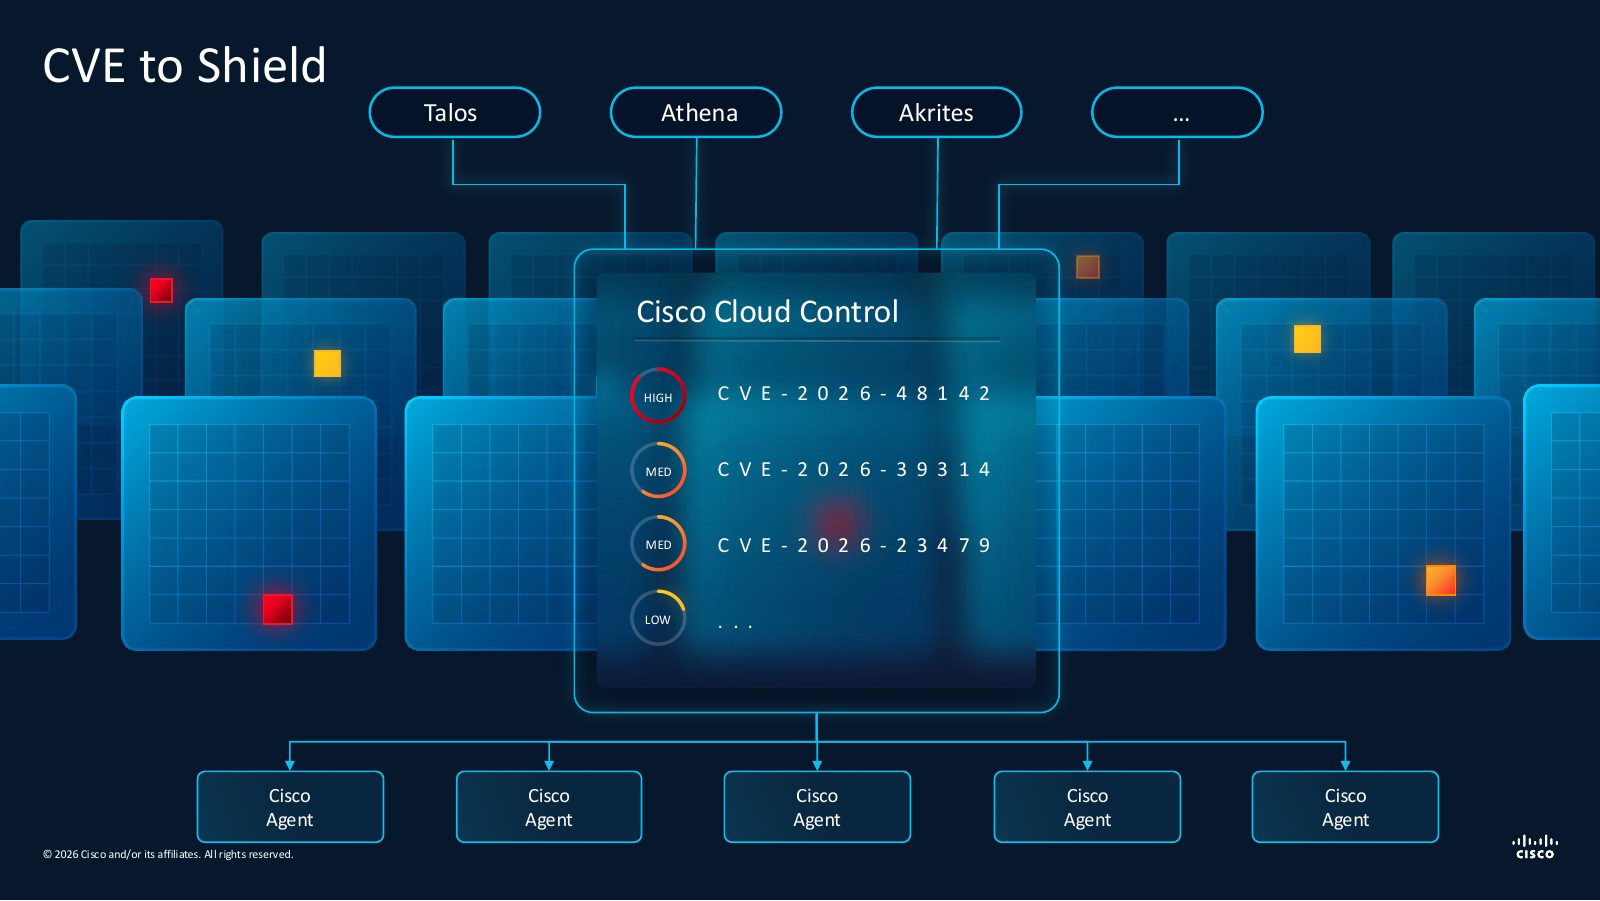 CVE to Shield
Talos
Athena
Akrites
...
Cisco Cloud Control
HIGH
CVE-2026-48142
MED
CVE-2026-39314
MED
CVE-2026-23479
LOW
...
Cisco
Agent
Cisco
Agent
Cisco
Agent
Cisco
Agent
Cisco
Agent
© 2026 Cisco and/or its affiliates. All rights reserved.
CISCO